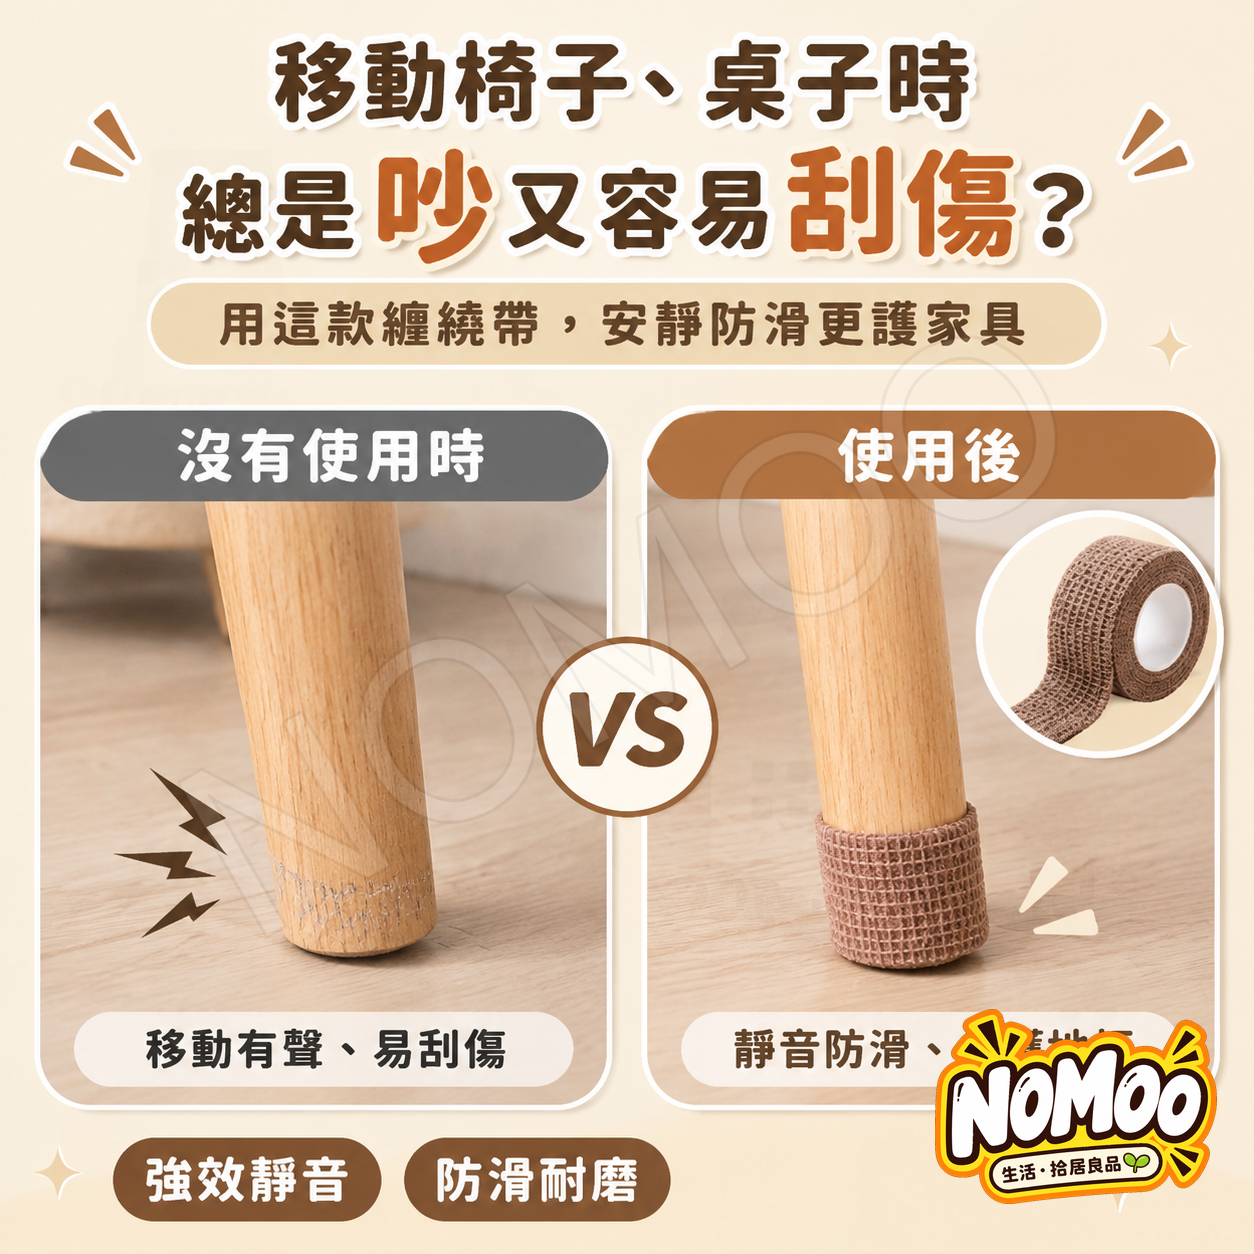 移動椅子、桌子時
總是吵又容易刮傷?
用這款纏繞帶，安靜防滑更護家具
沒有使用時
使用後
NOMOO
VS
移動有聲、易刮傷
靜音防滑、
強效靜音
防滑耐磨
NOMOO
生活·拾居良品